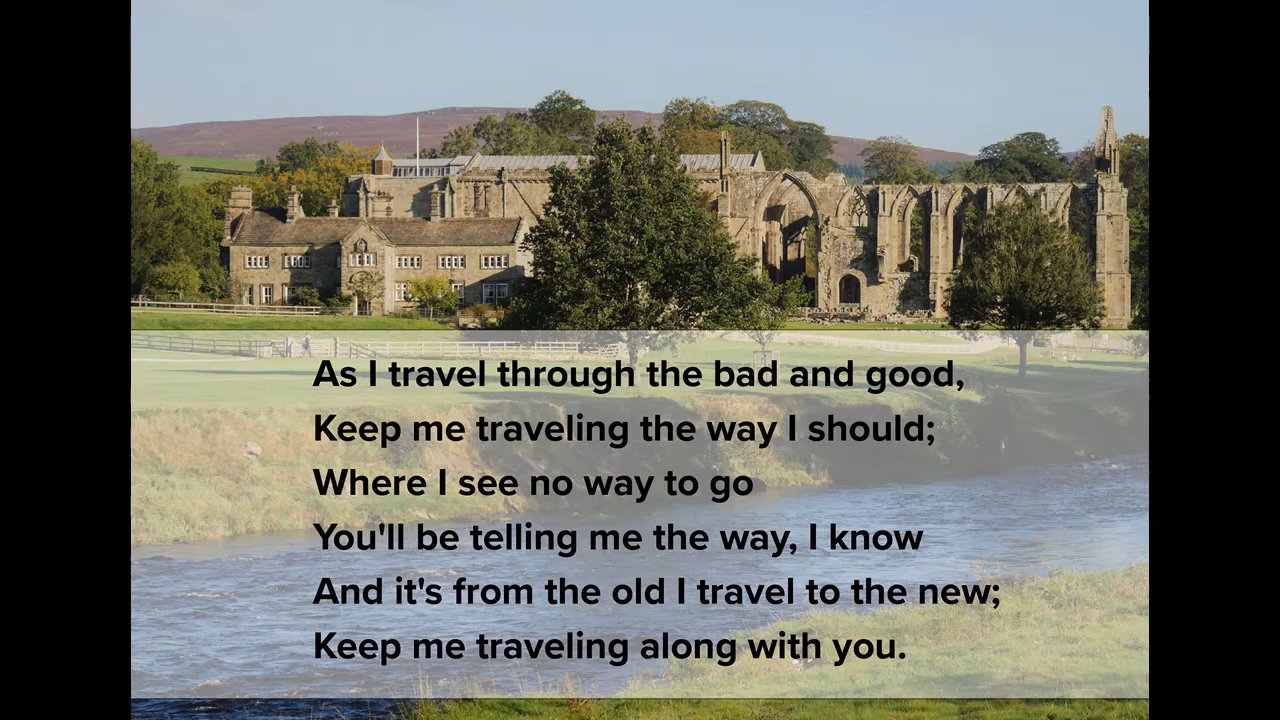 As I travel through the bad and good,
Keep me traveling the way I should;
Where I see no way to go
You'll be telling me the way, I know
And it's from the old I travel to the new;
Keep me traveling along with you.